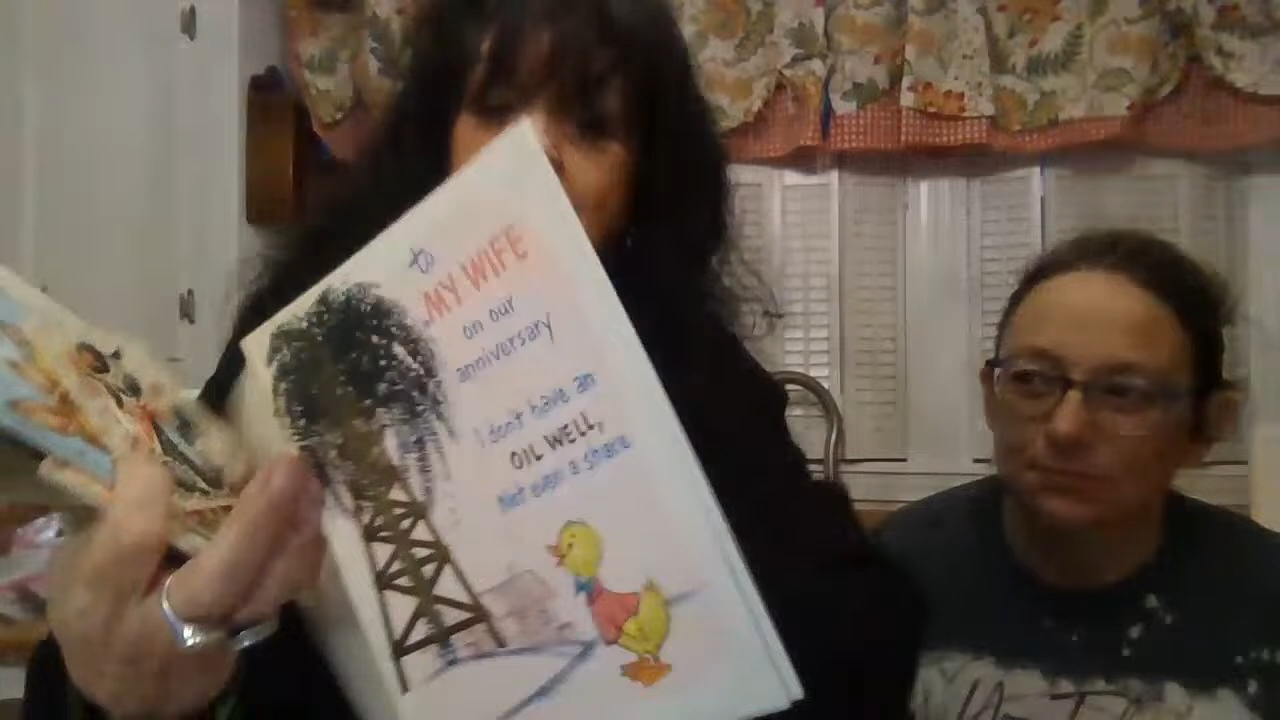 to
MY WIFE
on our
anniversary
I don't have an
OIL WELL,
Not even a share